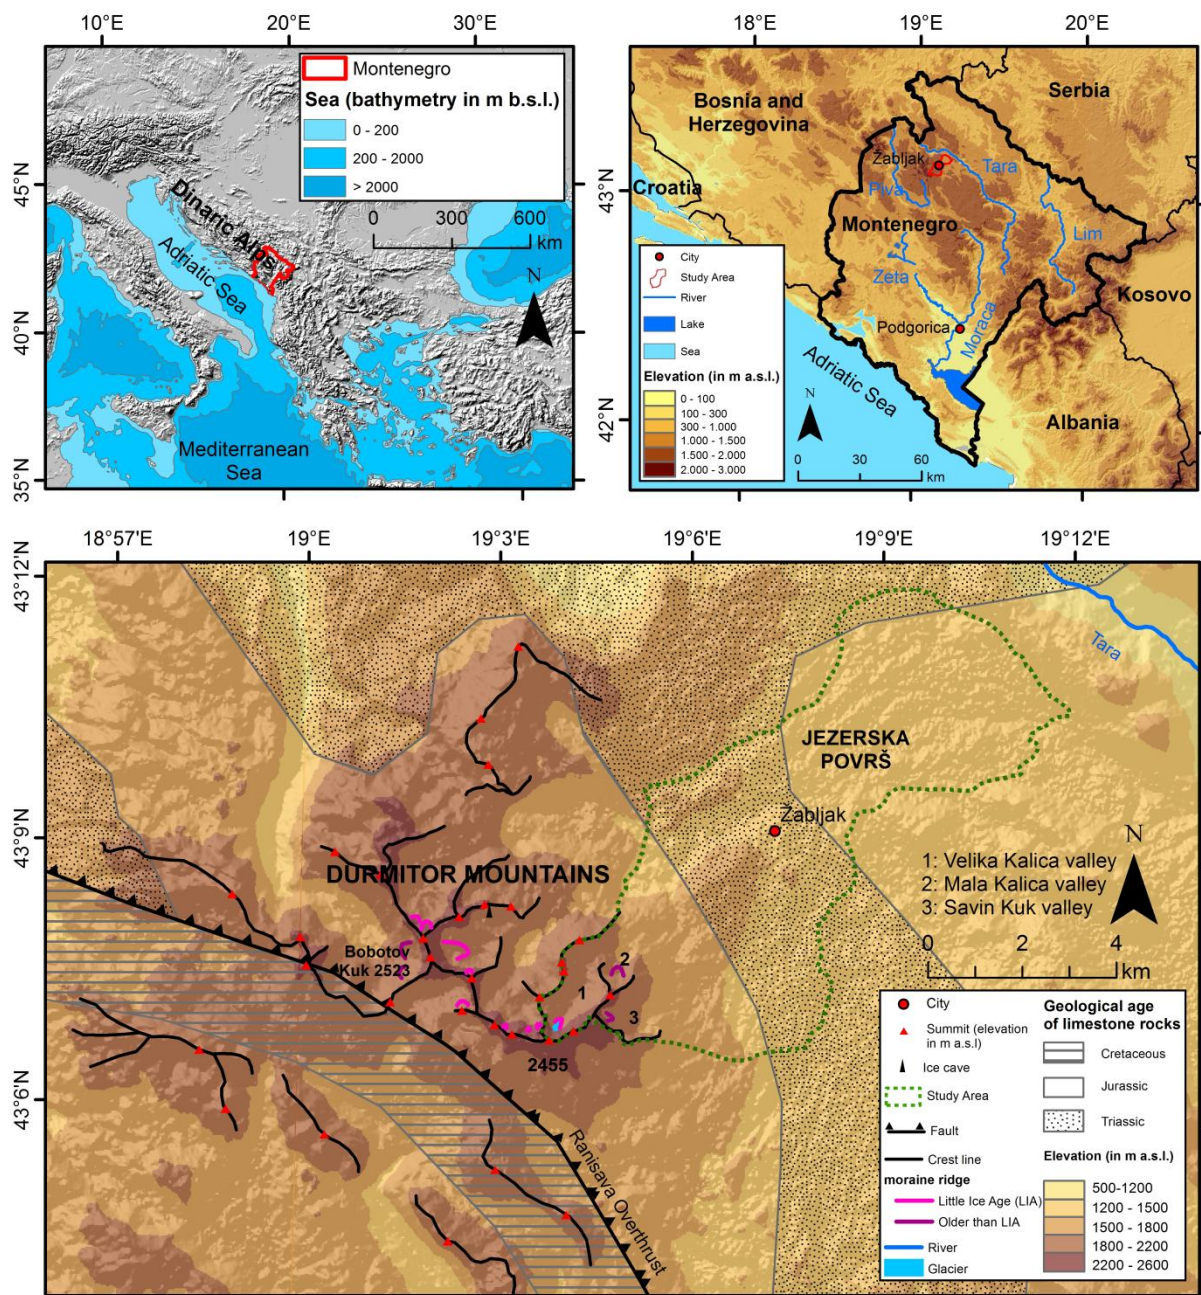 10°E
20°E
30°E
45°N
40°N
35°N
Montenegro
Sea (bathymetry in m b.s.l.)
0 - 200
200 - 2000
> 2000
0 300 600
km
N
Dinaric Alps
Adriatic Sea
Mediterranean
Sea
18°E
19°E
20°E
43°N
42°N
Bosnia and
Herzegovina
Serbia
Croatia
Žabljak
Tara
Piva
Montenegro
Lim
Zeta
Kosovo
Podgorica
Moraca
Adriatic Sea
Albania
City
Study Area
River
Lake
Sea
Elevation (in m a.s.l.)
0 - 100
100 - 300
300 - 1.000
1.000 - 1.500
1.500 - 2.000
2.000 - 3.000
N
0 30 60
km
18°57'E
19°E
19°3'E
19°6'E
19°9'E
19°12'E
43°12'N
43°9'N
43°6'N
Tara
JEZERSKA
POVRŠ
Žabljak
DURMITOR MOUNTAINS
1: Velika Kalica valley
2: Mala Kalica valley
3: Savin Kuk valley
N
0 2 4
km
Bobotov
Kuk 2523
2
1
3
2455
Ranisava Overthrust
City
Summit (elevation
in m a.s.l)
Ice cave
Study Area
Fault
Crest line
moraine ridge
Little Ice Age (LIA)
Older than LIA
River
Glacier
Geological age
of limestone rocks
Cretaceous
Jurassic
Triassic
Elevation (in m a.s.l.)
500-1200
1200 - 1500
1500 - 1800
1800 - 2200
2200 - 2600